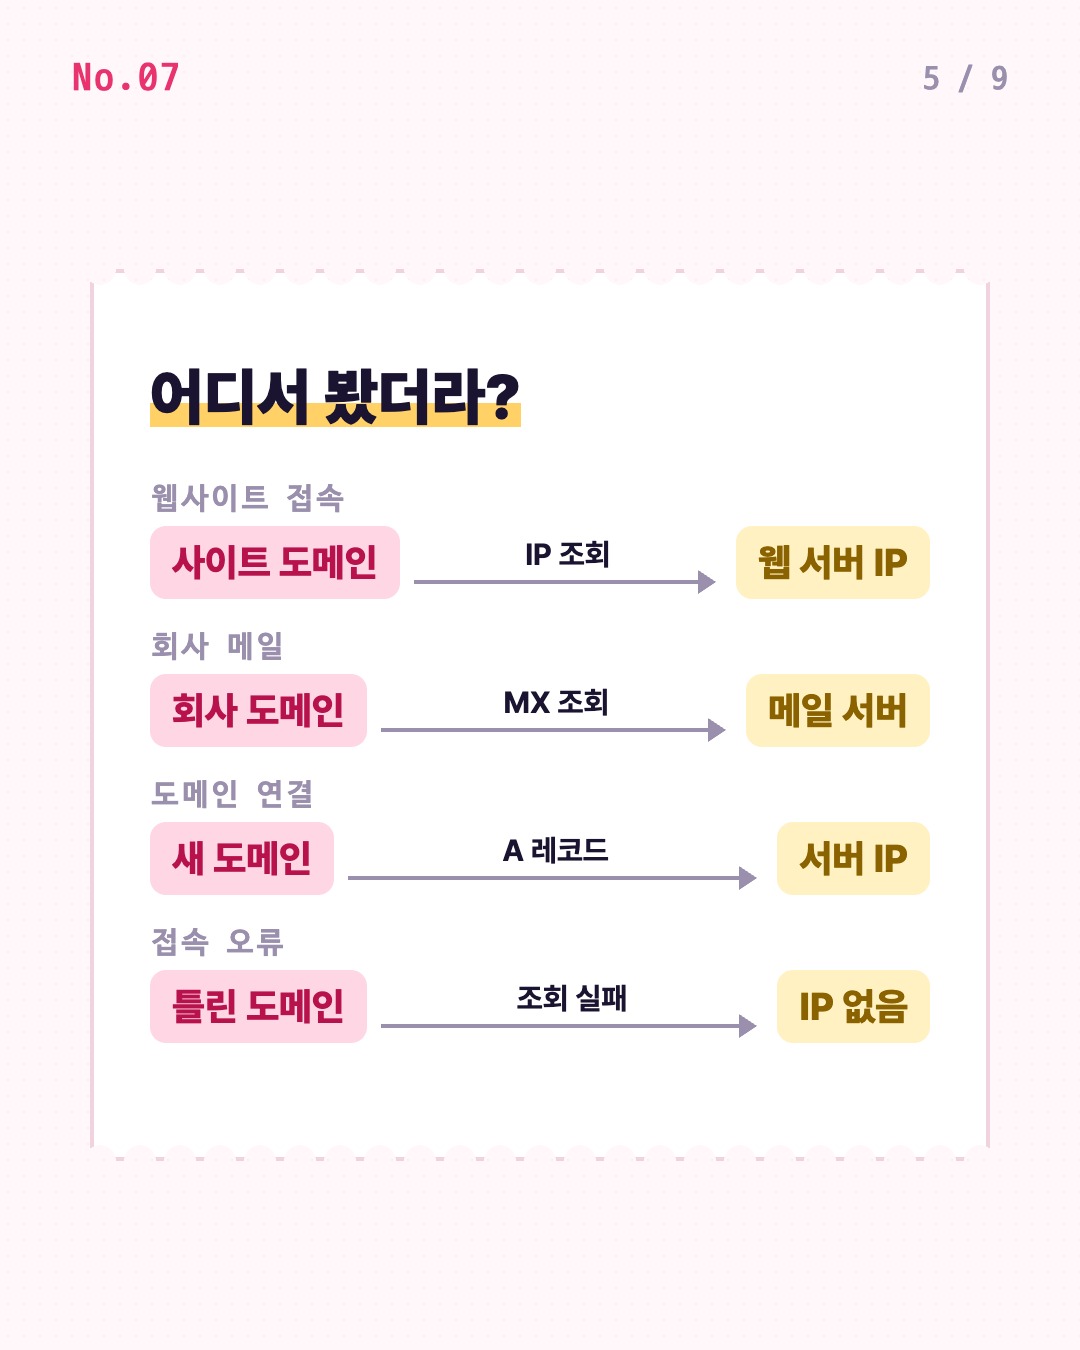 No.07
5 / 9
어디서 봤더라?
웹사이트 접속
사이트 도메인
IP 조회
웹 서버 IP
회사 메일
회사 도메인
MX 조회
메일 서버
도메인 연결
새 도메인
A 레코드
서버 IP
접속 오류
틀린 도메인
조회 실패
IP 없음